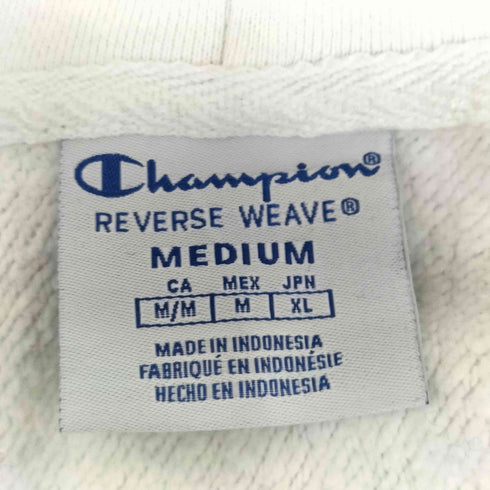 Champion®
REVERSE WEAVE®
MEDIUM
CA MEX JPN
M/M M XL
MADE IN INDONESIA
FABRIQUÉ EN INDONÉSIE
HECHO EN INDONESIA